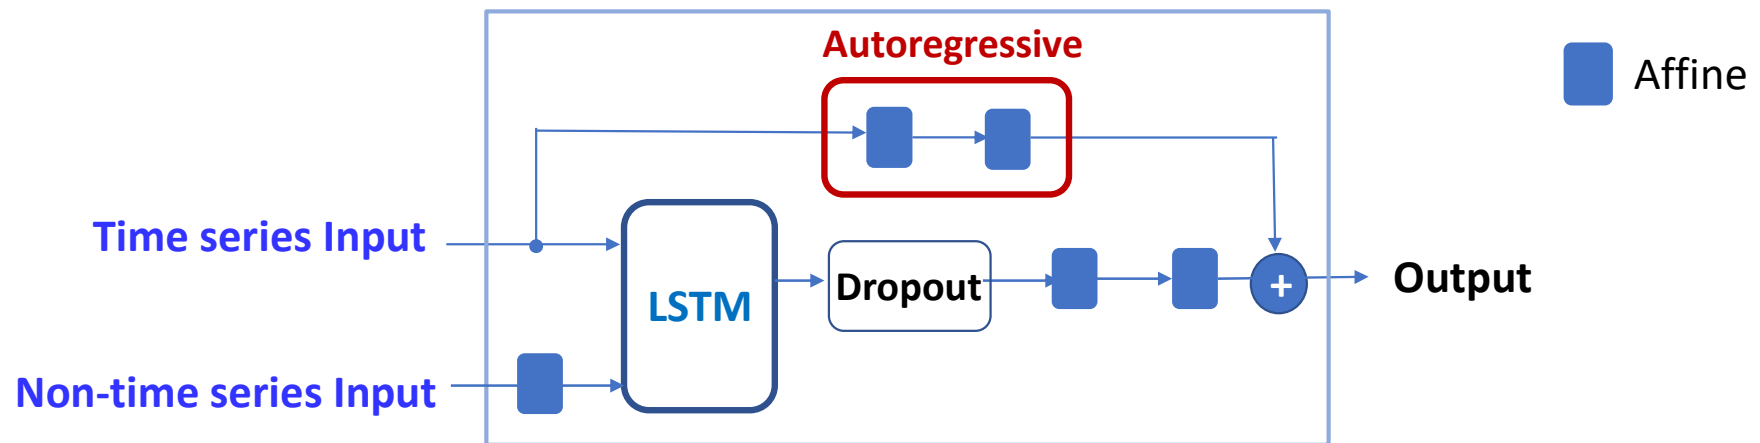 Autoregressive
Affine
Time series Input
LSTM
Dropout
+
Output
Non-time series Input